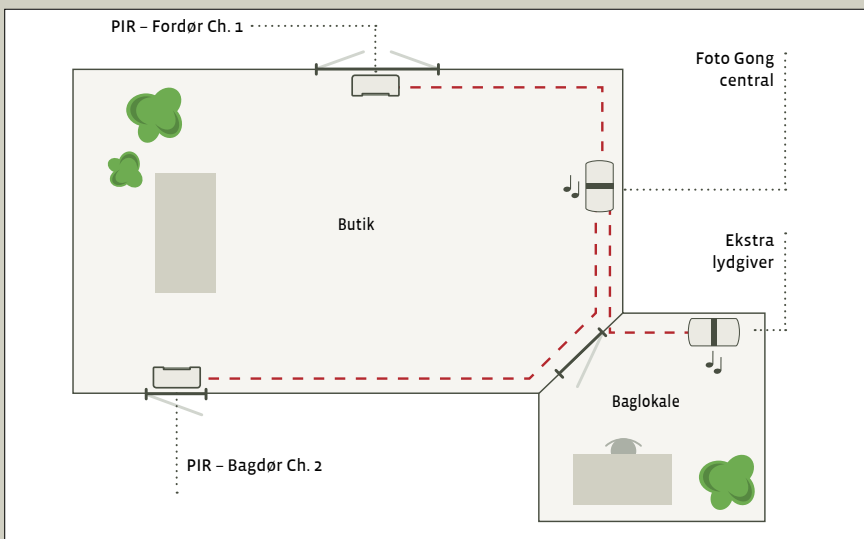 PIR – Fordør Ch. 1
Foto Gong
central
Butik
Ekstra
lydgiver
Baglokale
PIR – Bagdør Ch. 2